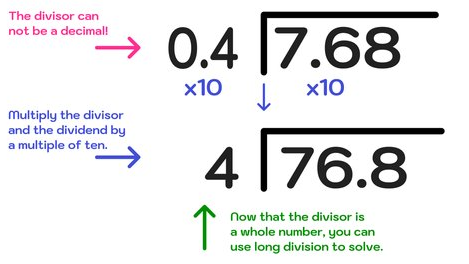 The divisor can
not be a decimal!
0.4 7.68
x10 x10
Multiply the divisor
and the dividend by
a multiple of ten.
4 76.8
Now that the divisor is
a whole number, you can
use long division to solve.